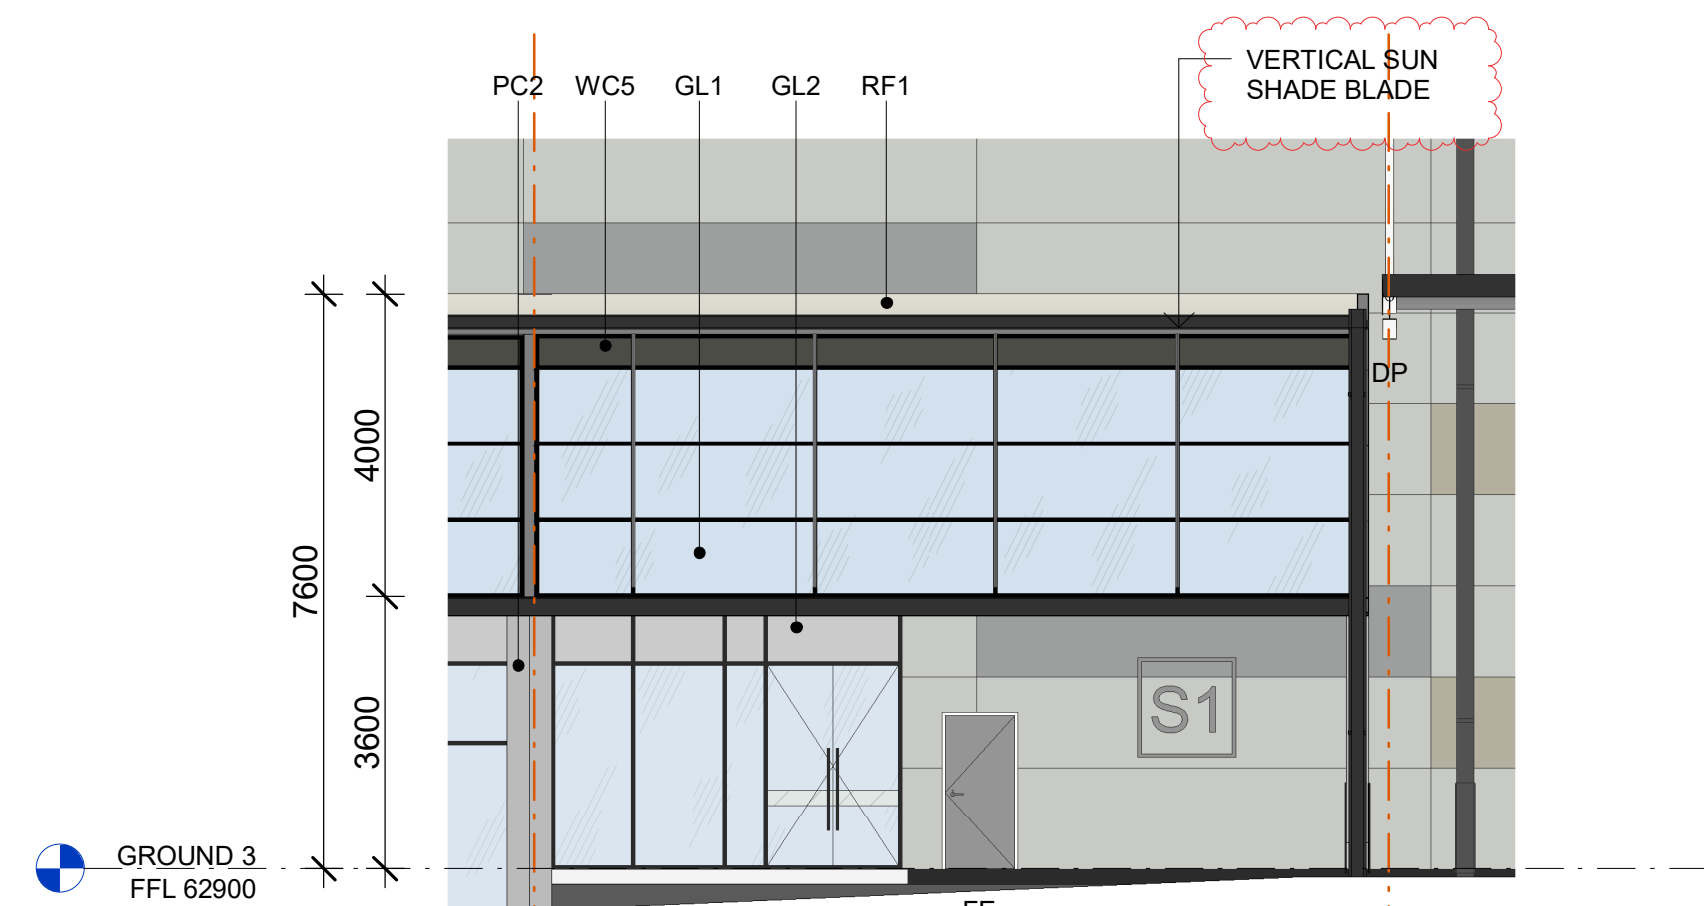 VERTICAL SUN
SHADE BLADE
PC2
WC5
GL1
GL2
RF1
DP
4000
7600
3600
S1
GROUND 3
FFL 62900